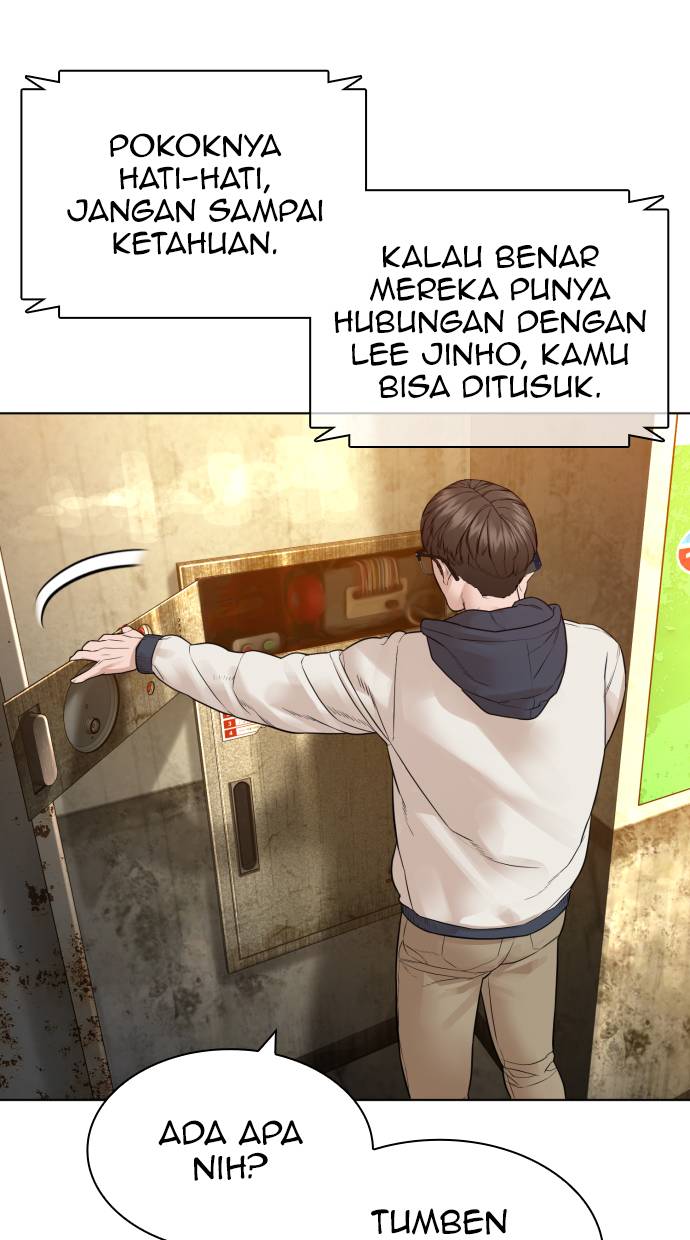 POKOKNYA
HATI-HATI,
JANGAN SAMPAI
KETAHUAN.
KALAU BENAR
MEREKA PUNYA
HUBUNGAN DENGAN
LEE JINHO, KAMU
BISA DITUSUK.
ADA APA
NIH?
TUMBEN